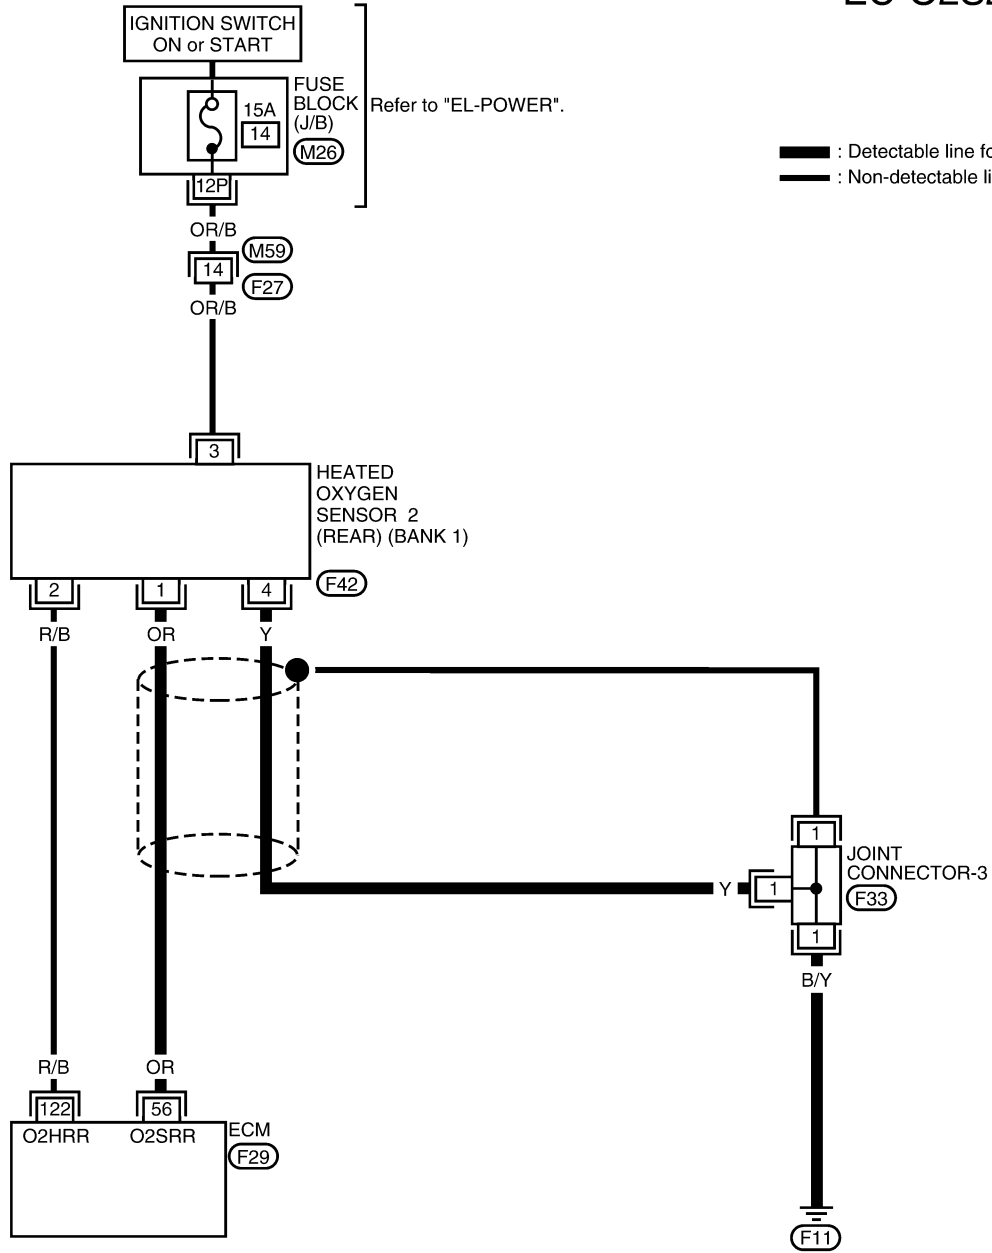 IGNITION SWITCH
ON or START
FUSE
BLOCK
(J/B)
Refer to "EL-POWER".
15A
14
M26
12P
: Detectable line fo
: Non-detectable li
OR/B
M59
14
F27
OR/B
3
HEATED
OXYGEN
SENSOR 2
(REAR) (BANK 1)
2
1
4
F42
R/B
OR
Y
1
JOINT
CONNECTOR-3
Y
1
F33
1
B/Y
R/B
OR
122
56
O2HRR
O2SRR
ECM
F29
F11